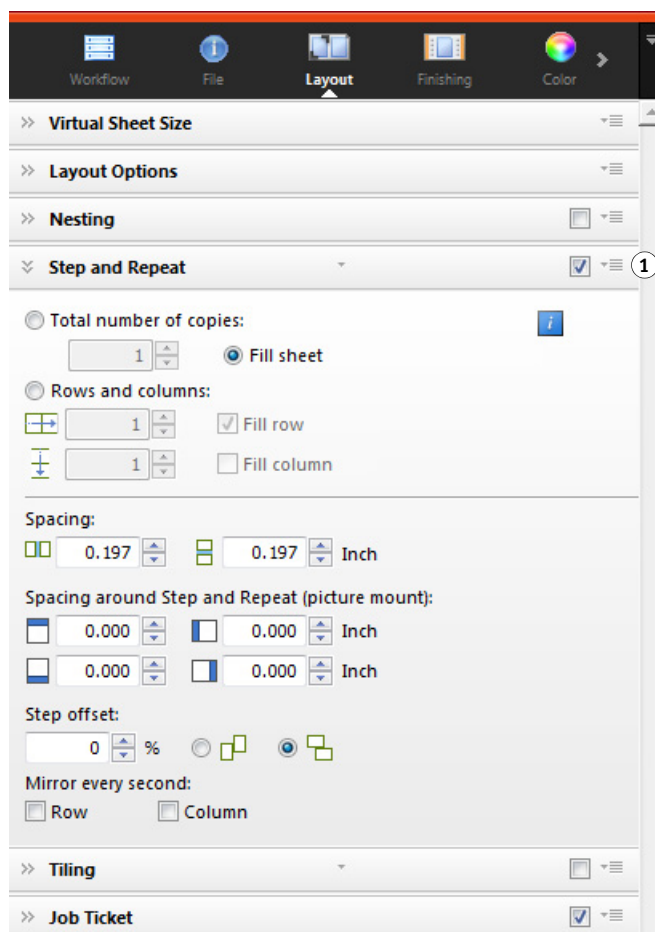 Workflow File Layout Finishing Color
Virtual Sheet Size
Layout Options
Nesting
Step and Repeat 1
Total number of copies: i
1 Fill sheet
Rows and columns:
1 Fill row
1 Fill column
Spacing:
0.197 0.197 Inch
Spacing around Step and Repeat (picture mount):
0.000 0.000 Inch
0.000 0.000 Inch
Step offset:
0 %
Mirror every second:
Row Column
Tiling
Job Ticket